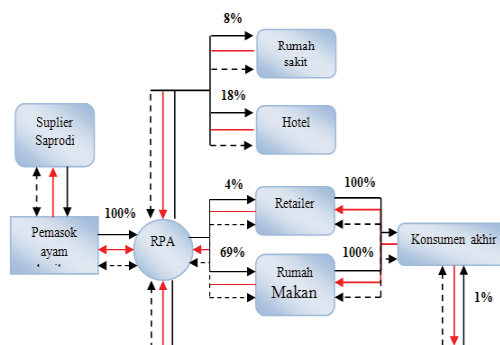 8%
Rumah
sakit
18%
Hotel
Suplier
Saprodi
100%
Pemasok
ayam
RPA
4%
Retailer
100%
69%
Rumah
Makan
100%
Konsumen akhir
1%